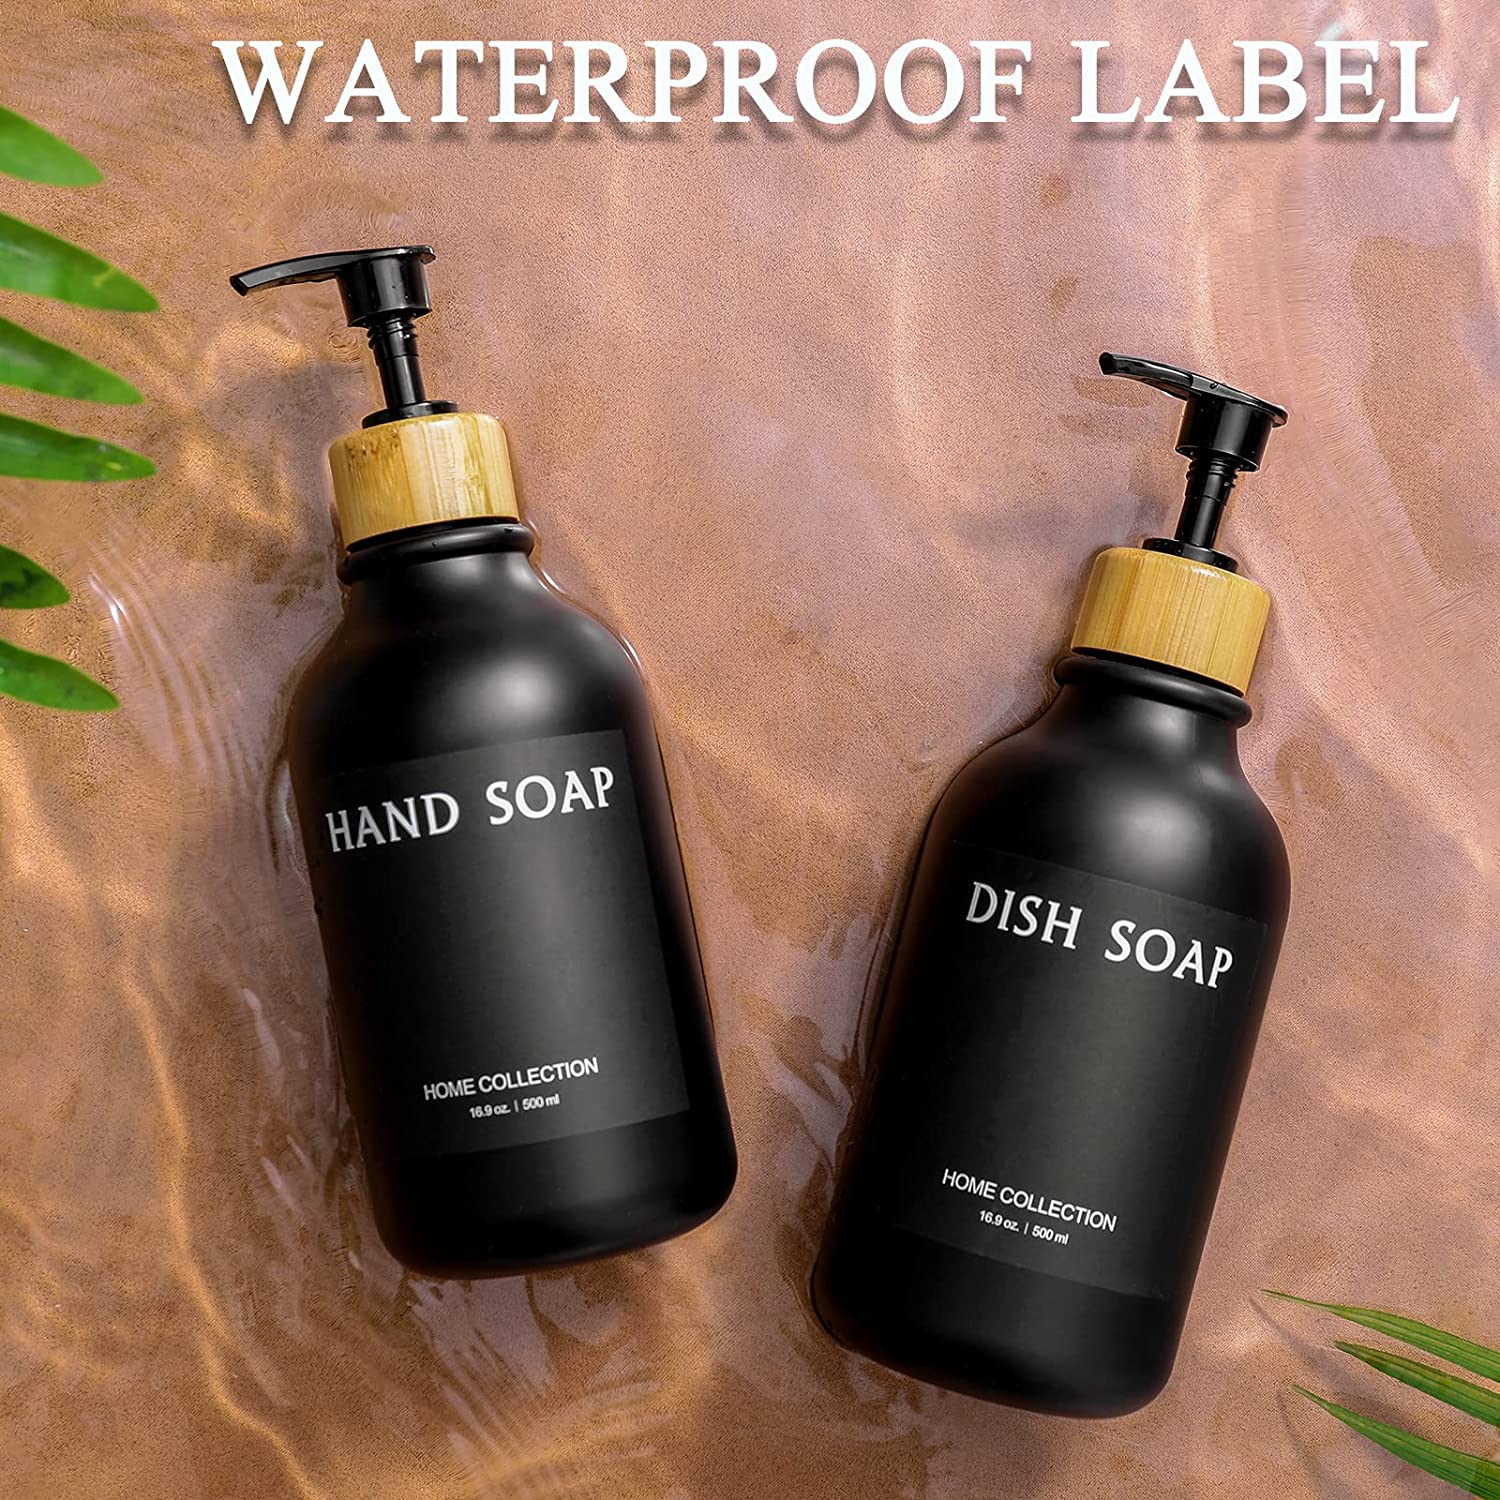 WATERPROOF LABEL
HAND SOAP
HOME COLLECTION
16.9 oz. | 500 ml
DISH SOAP
HOME COLLECTION
16.9 oz. | 500 ml